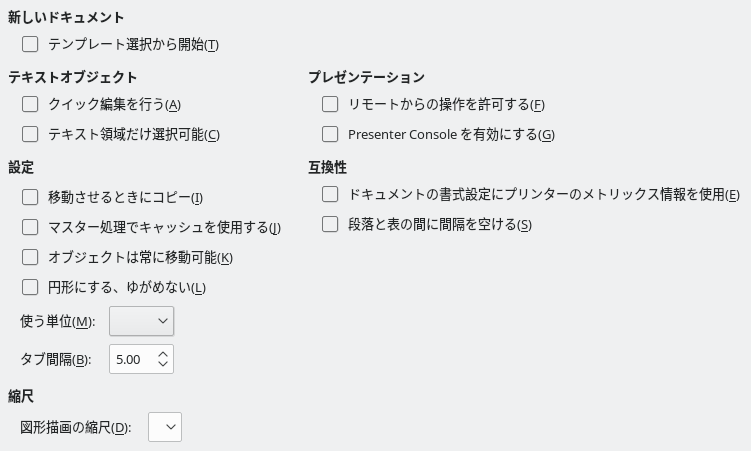 新しいドキュメント
テンプレート選択から開始(T)
テキストオブジェクト
クイック編集を行う(A)
テキスト領域だけ選択可能(C)
プレゼンテーション
リモートからの操作を許可する(F)
Presenter Console を有効にする(G)
設定
移動させるときにコピー(I)
マスター処理でキャッシュを使用する(J)
オブジェクトは常に移動可能(K)
円形にする、ゆがめない(L)
使う単位(M):
タブ間隔(B): 5.00
互換性
ドキュメントの書式設定にプリンターのメトリックス情報を使用(E)
段落と表の間に間隔を空ける(S)
縮尺
図形描画の縮尺(D):